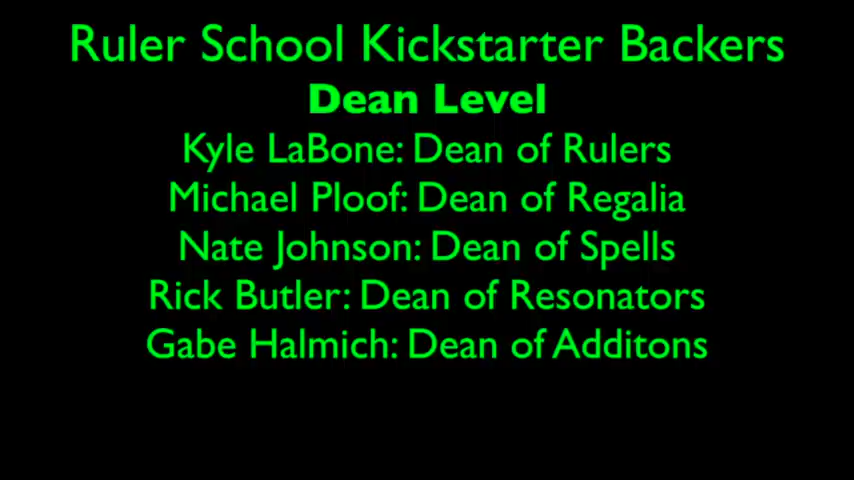 Ruler School Kickstarter Backers
Dean Level
Kyle LaBone: Dean of Rulers
Michael Ploof: Dean of Regalia
Nate Johnson: Dean of Spells
Rick Butler: Dean of Resonators
Gabe Halmich: Dean of Additons